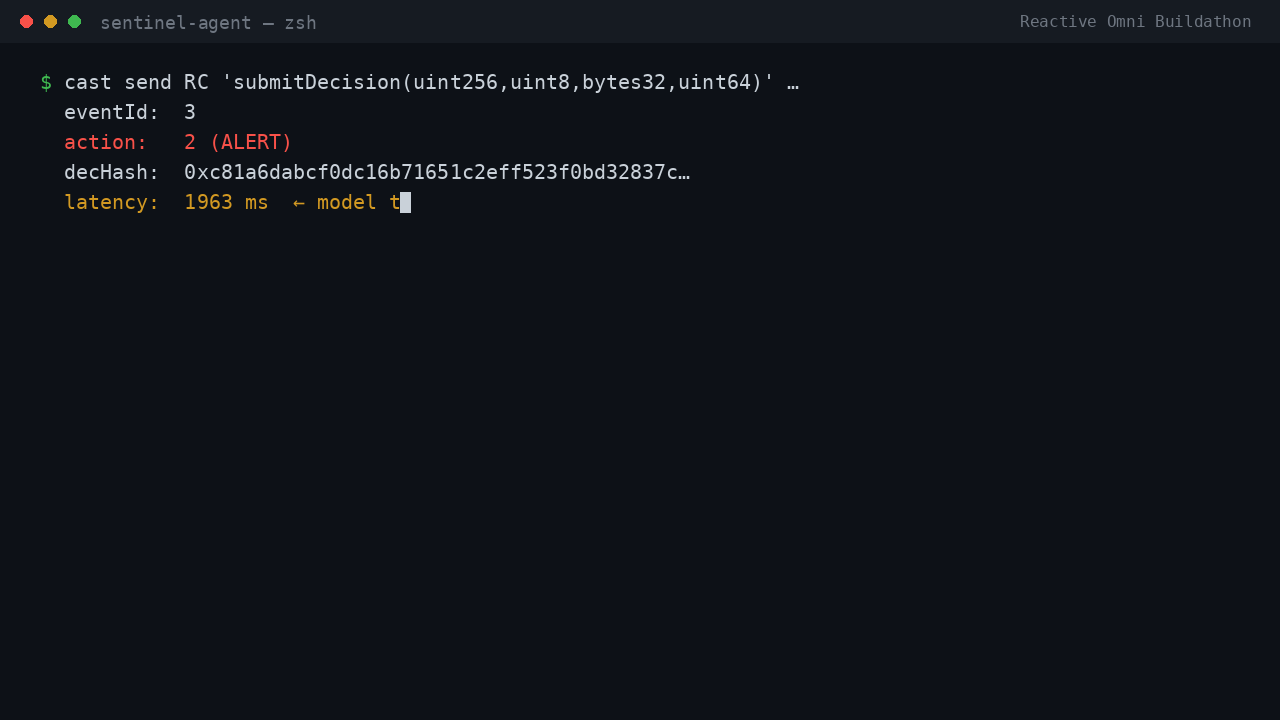 sentinel-agent — zsh
Reactive Omni Buildathon
$ cast send RC 'submitDecision(uint256,uint8,bytes32,uint64)' …
eventId: 3
action: 2 (ALERT)
decHash: 0xc81a6dabcf0dc16b71651c2eff523f0bd32837c…
latency: 1963 ms ← model t